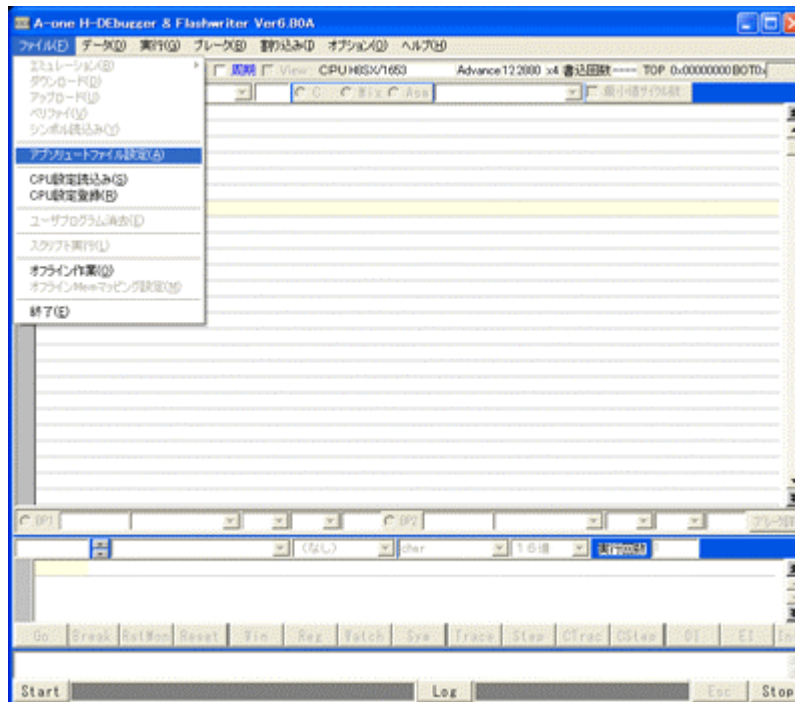 A-one H-DEbugger & Flashwriter Ver6.80A
ファイル(F) データ(D) 実行(G) ブレーク(B) 割り込み(I) オプション(O) ヘルプ(H)
エミュレーション(B)
ダウンロード(D)
アップロード(U)
ベリファイ(V)
シンボル読込み(Y)
アブソリュートファイル設定(A)
CPU設定読込み(S)
CPU設定登録(R)
ユーザプログラム消去(E)
スクリプト実行(L)
オフライン作業(O)
オフラインMemマッピング設定(M)
終了(E)
周期 View CPU:H8SX/1653 Advance 12.2880 x4 書込回数---- TOP 0x00000000 BOT0x
C Mix Asm 最小値サイクル数
BP1 BP2
(なし) char 16進 実行回数
Go Break RstMon Reset Vim Reg Watch Sym Trace Step CTrac CStep DI EI
Start Log Esc Stop